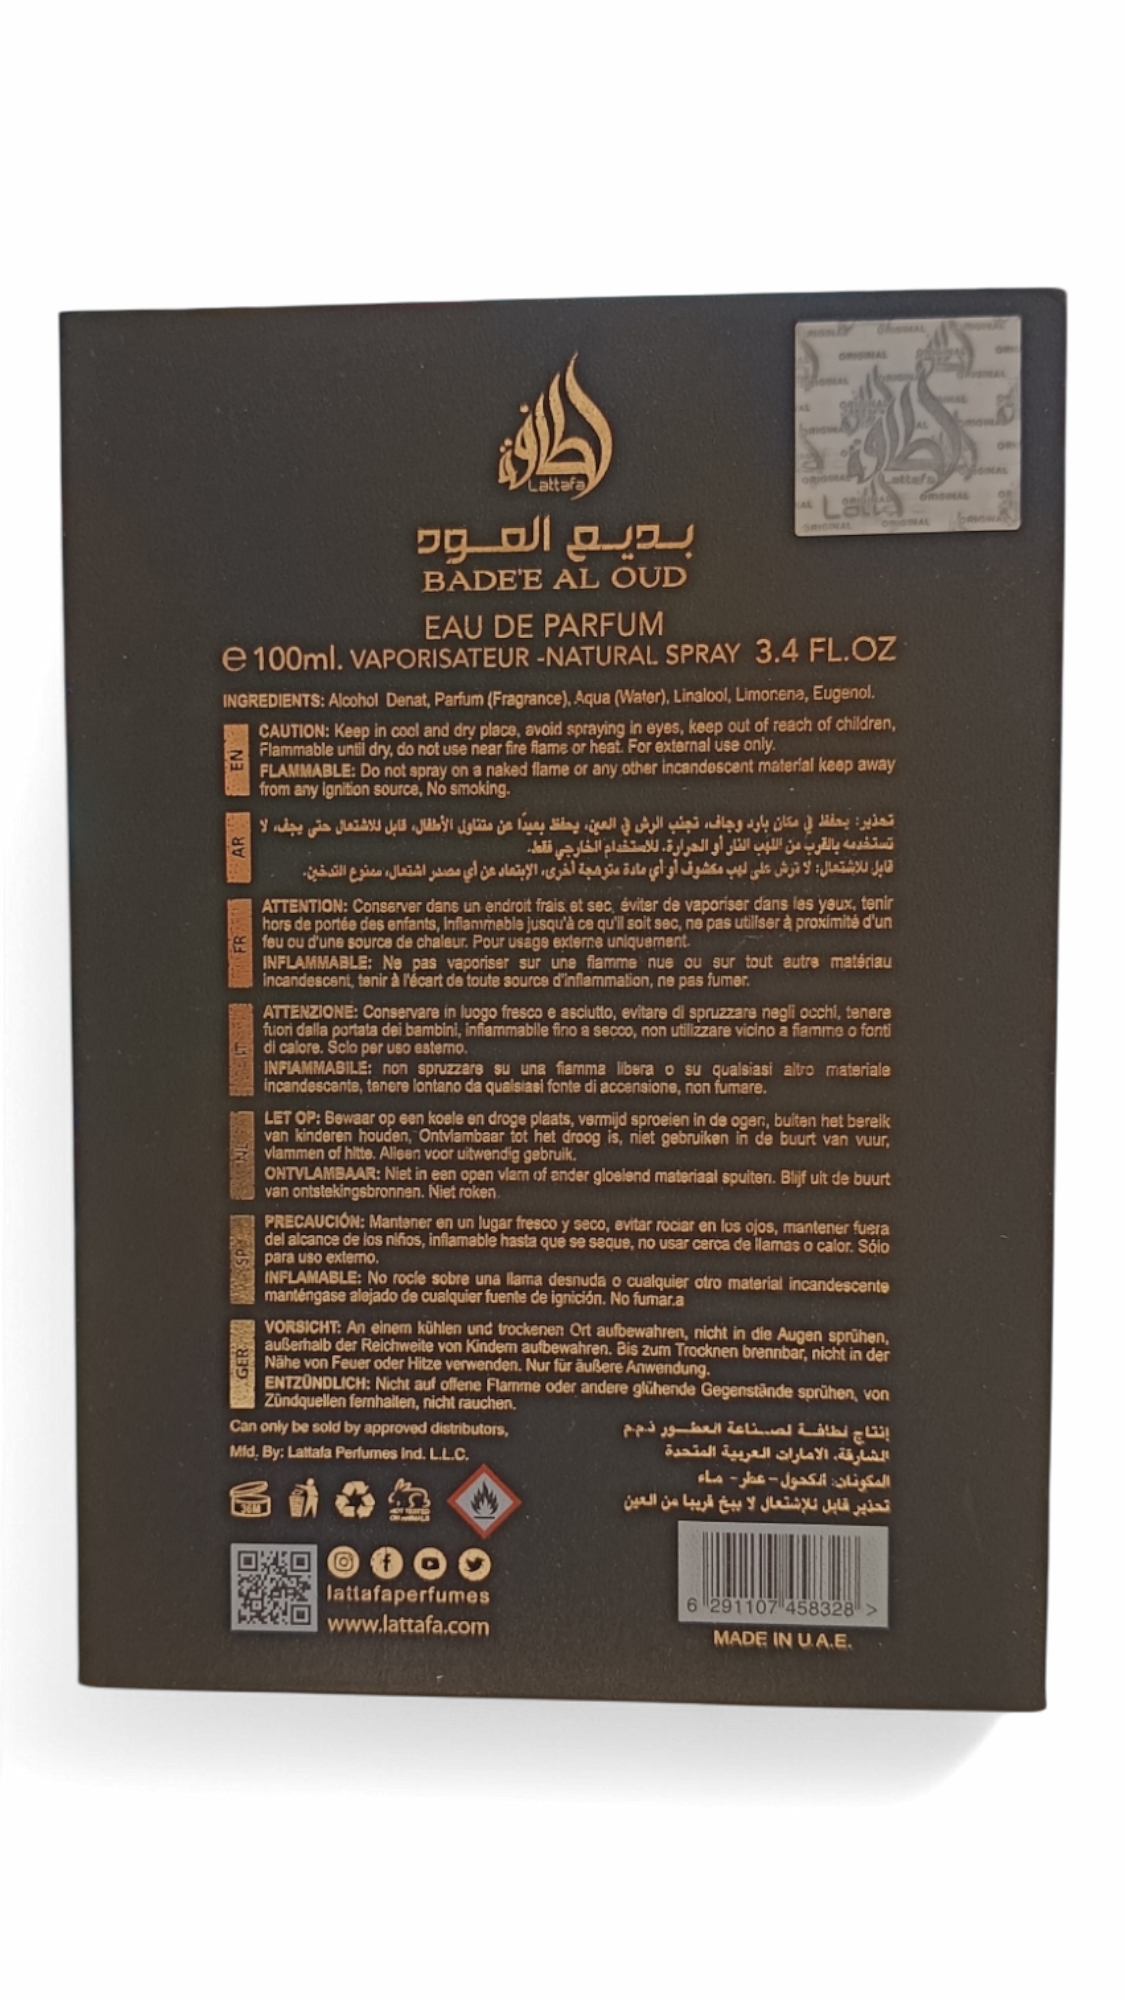 لطافة
Lattafa
ORIGINAL
بديع العود
BADE'E AL OUD
EAU DE PARFUM
e 100ml. VAPORISATEUR -NATURAL SPRAY 3.4 FL.OZ
INGREDIENTS: Alcohol Denat, Parfum (Fragrance), Aqua (Water), Linalool, Limonene, Eugenol.
EN
CAUTION: Keep in cool and dry place, avoid spraying in eyes, keep out of reach of children,
Flammable until dry, do not use near fire flame or heat. For external use only.
FLAMMABLE: Do not spray on a naked flame or any other incandescent material keep away
from any ignition source, No smoking.
AR
تحذير: يحفظ في مكان بارد وجاف، تجنب الرش في العين، يحفظ بعيدًا عن متناول الأطفال، قابل للاشتعال حتى يجف، لا
تستخدمه بالقرب من اللهب النار أو الحرارة. للاستخدام الخارجي فقط.
قابل للاشتعال: لا ترش على لهب مكشوف أو أي مادة متوهجة أخرى، الإبتعاد عن أي مصدر اشتعال، ممنوع التدخين.
FR
ATTENTION: Conserver dans un endroit frais et sec, éviter de vaporiser dans les yeux, tenir
hors de portée des enfants, Inflammable jusqu'à ce qu'il soit sec, ne pas utiliser à proximité d'un
feu ou d'une source de chaleur. Pour usage externe uniquement.
INFLAMMABLE: Ne pas vaporiser sur une flamme nue ou sur tout autre matériau
incandescent, tenir à l'écart de toute source d'inflammation, ne pas fumer.
IT
ATTENZIONE: Conservare in luogo fresco e asciutto, evitare di spruzzare negli occhi, tenere
fuori dalla portata dei bambini, infiammabile fino a secco, non utilizzare vicino a fiamme o fonti
di calore. Solo per uso esterno.
INFIAMMABILE: non spruzzare su una fiamma libera o su qualsiasi altro materiale
incandescente, tenere lontano da qualsiasi fonte di accensione, non fumare.
NL
LET OP: Bewaar op een koele en droge plaats, vermijd sproeien in de ogen, buiten het bereik
van kinderen houden, Ontvlambaar tot het droog is, niet gebruiken in de buurt van vuur,
vlammen of hitte. Alleen voor uitwendig gebruik.
ONTVLAMBAAR: Niet in een open vlam of ander gloeiend materiaal spuiten. Blijf uit de buurt
van ontstekingsbronnen. Niet roken.
SP
PRECAUCIÓN: Mantener en un lugar fresco y seco, evitar rociar en los ojos, mantener fuera
del alcance de los niños, inflamable hasta que se seque, no usar cerca de llamas o calor. Sólo
para uso externo.
INFLAMABLE: No rocíe sobre una llama desnuda o cualquier otro material incandescente
manténgase alejado de cualquier fuente de ignición. No fumar.a
GER
VORSICHT: An einem kühlen und trockenen Ort aufbewahren, nicht in die Augen sprühen,
außerhalb der Reichweite von Kindern aufbewahren. Bis zum Trocknen brennbar, nicht in der
Nähe von Feuer oder Hitze verwenden. Nur für äußere Anwendung.
ENTZÜNDLICH: Nicht auf offene Flamme oder andere glühende Gegenstände sprühen, von
Zündquellen fernhalten, nicht rauchen.
Can only be sold by approved distributors,
Mfd. By: Lattafa Perfumes Ind. L.L.C.
إنتاج لطافة لصناعة العطور ذ.م.م
الشارقة، الامارات العربية المتحدة
المكونات: الكحول - عطر - ماء
تحذير قابل للإشتعال لا يبخ قريبا من العين
36M
NOT TESTED
ON ANIMALS
lattafaperfumes
www.lattafa.com
6 291107 458328 >
MADE IN U.A.E.